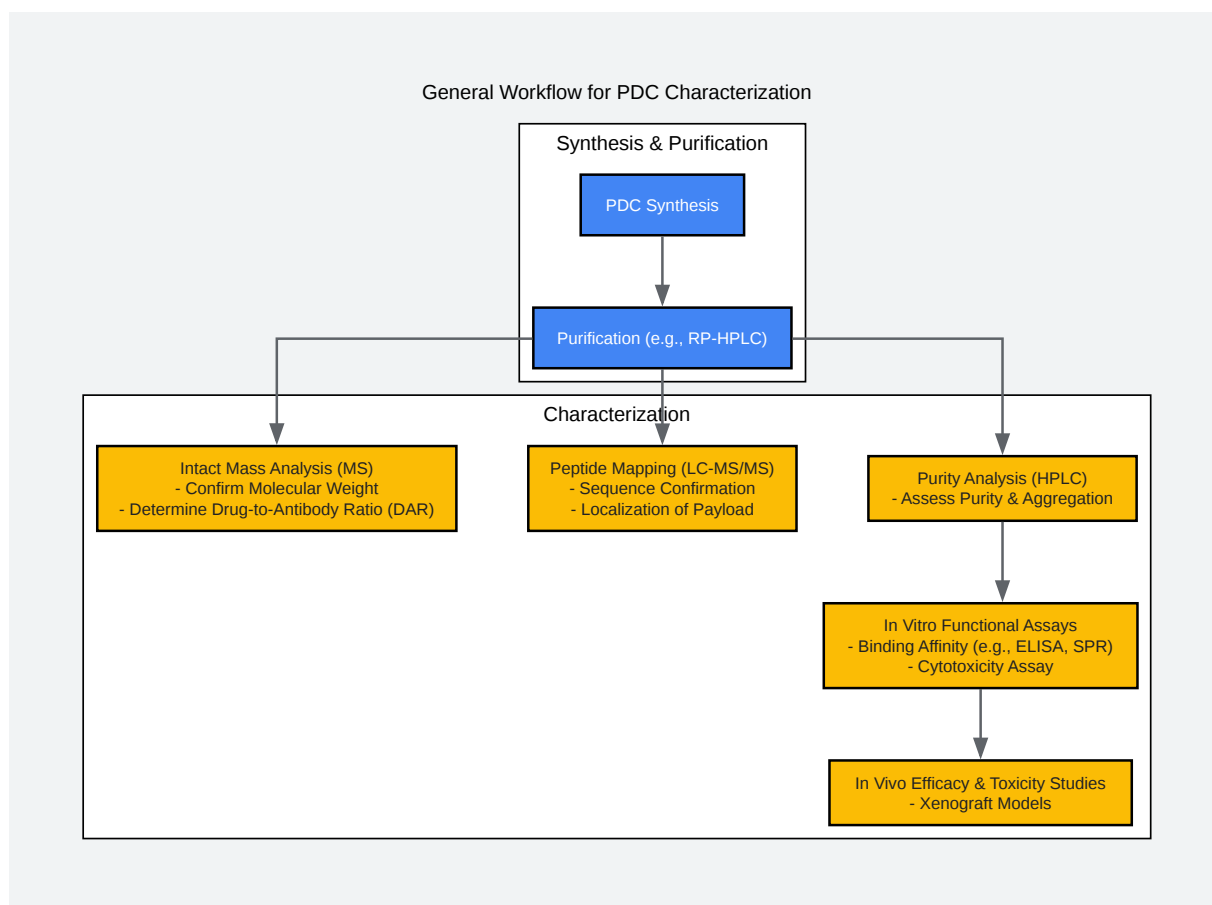 General Workflow for PDC Characterization
Synthesis & Purification
PDC Synthesis
Purification (e.g., RP-HPLC)
Characterization
Intact Mass Analysis (MS)
- Confirm Molecular Weight
- Determine Drug-to-Antibody Ratio (DAR)
Peptide Mapping (LC-MS/MS)
- Sequence Confirmation
- Localization of Payload
Purity Analysis (HPLC)
- Assess Purity & Aggregation
In Vitro Functional Assays
- Binding Affinity (e.g., ELISA, SPR)
- Cytotoxicity Assay
In Vivo Efficacy & Toxicity Studies
- Xenograft Models